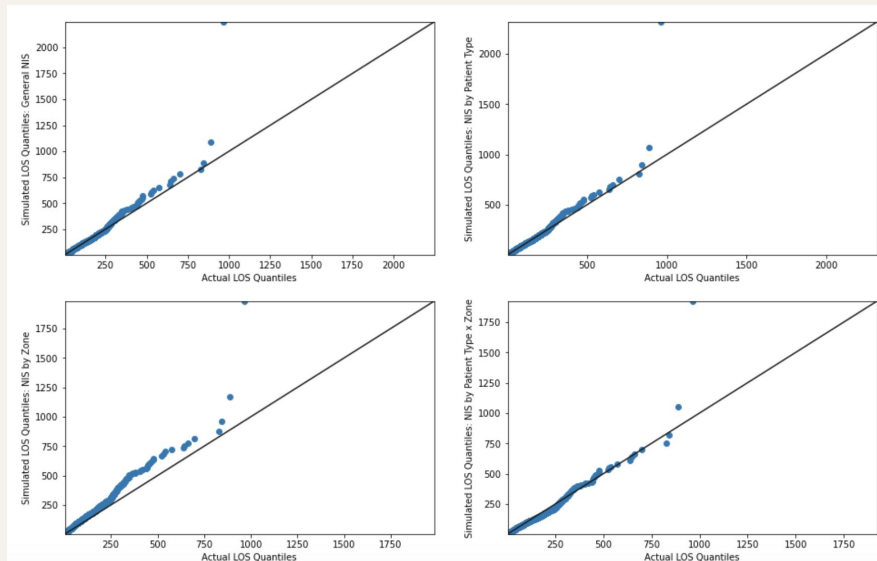 Simulated LOS Quantiles: General NIS
2000
1750
1500
1250
1000
750
500
250
250 500 750 1000 1250 1500 1750 2000
Actual LOS Quantiles
Simulated LOS Quantiles: NIS by Patient Type
2000
1500
1000
500
500 1000 1500 2000
Actual LOS Quantiles
Simulated LOS Quantiles: NIS by Zone
1750
1500
1250
1000
750
500
250
250 500 750 1000 1250 1500 1750
Actual LOS Quantiles
Simulated LOS Quantiles: NIS by Patient Type x Zone
1750
1500
1250
1000
750
500
250
250 500 750 1000 1250 1500 1750
Actual LOS Quantiles